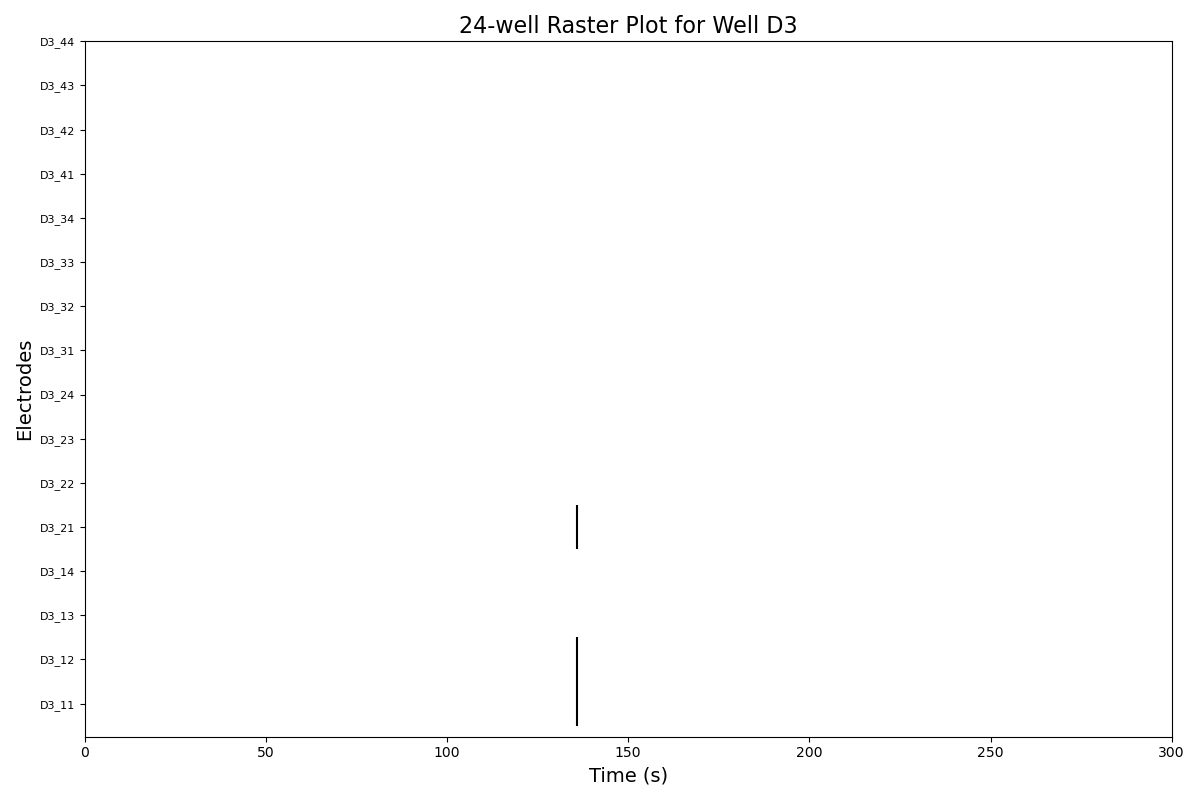 24-well Raster Plot for Well D3
D3_44
D3_43
D3_42
D3_41
D3_34
D3_33
D3_32
D3_31
D3_24
D3_23
D3_22
D3_21
D3_14
D3_13
D3_12
D3_11
Electrodes
0 50 100 150 200 250 300
Time (s)